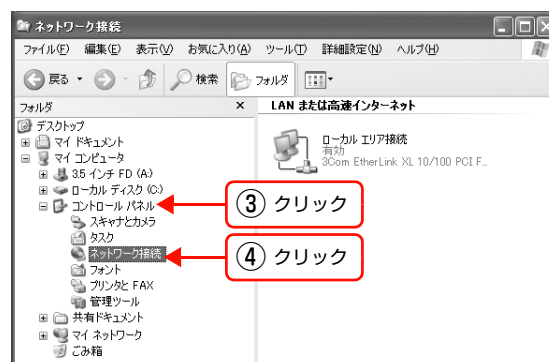 ネットワーク接続
ファイル(F) 編集(E) 表示(V) お気に入り(A) ツール(T) 詳細設定(N) ヘルプ(H)
戻る 検索 フォルダ
フォルダ ×
LAN または高速インターネット
デスクトップ
マイ ドキュメント
マイ コンピュータ
3.5 インチ FD (A:)
ローカル ディスク (C:)
コントロール パネル
スキャナとカメラ
タスク
ネットワーク接続
フォント
プリンタと FAX
管理ツール
共有ドキュメント
マイ ネットワーク
ごみ箱
ローカル エリア接続
有効
3Com EtherLink XL 10/100 PCI F...
③ クリック
④ クリック